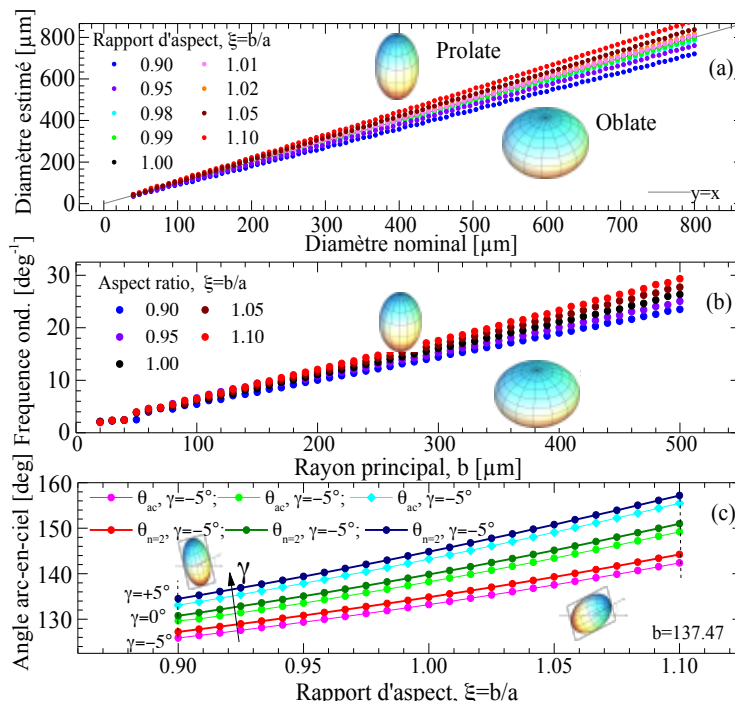 Diamètre estimé [µm]
800
600
400
200
0
Rapport d'aspect, ξ=b/a
0.90 1.01
0.95 1.02
0.98 1.05
0.99 1.10
1.00
Prolate
(a)
Oblate
y=x
0 100 200 300 400 500 600 700 800
Diamètre nominal [µm]
Frequence ond. [deg⁻¹]
30
20
10
0
Aspect ratio, ξ=b/a
0.90 1.05
0.95 1.10
1.00
(b)
0 100 200 300 400 500
Rayon principal, b [µm]
Angle arc-en-ciel [deg]
160
150
140
130
θac, γ=−5°; θac, γ=−5°; θac, γ=−5°
θn=2, γ=−5°; θn=2, γ=−5°; θn=2, γ=−5°
(c)
γ
γ=+5°
γ=0°
γ=−5°
b=137.47
0.90 0.95 1.00 1.05 1.10
Rapport d'aspect, ξ=b/a